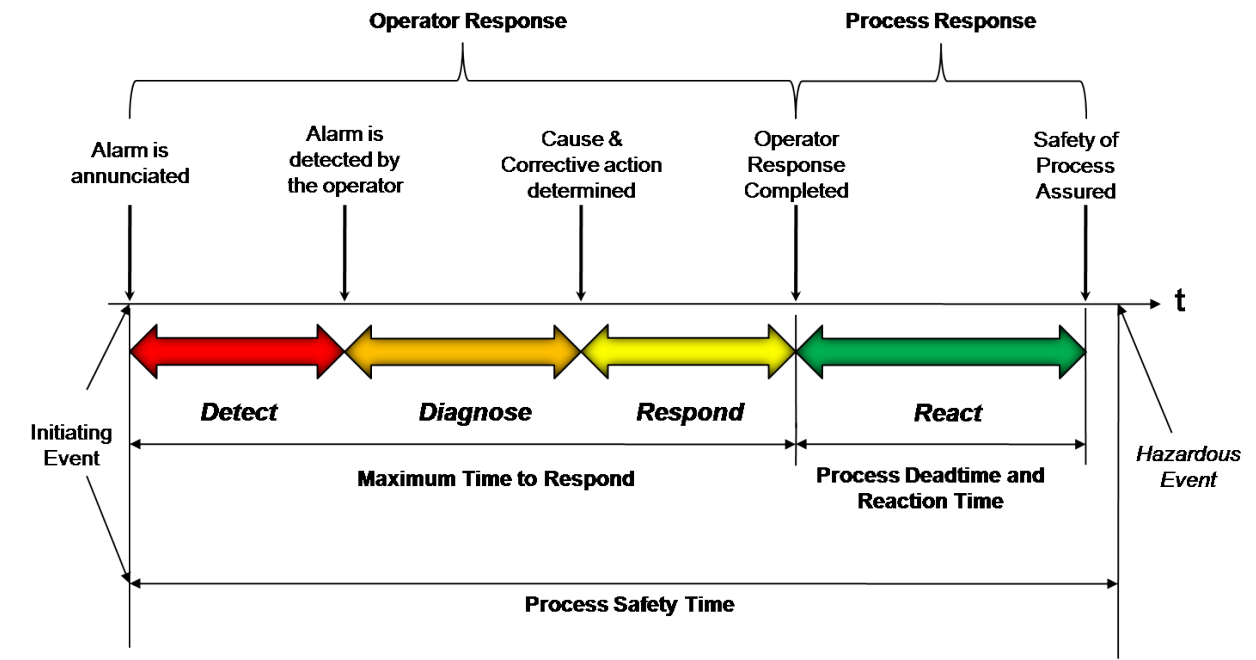 Operator Response
Process Response
Alarm is
annunciated
Alarm is
detected by
the operator
Cause &
Corrective action
determined
Operator
Response
Completed
Safety of
Process
Assured
t
Detect
Diagnose
Respond
React
Initiating
Event
Maximum Time to Respond
Process Deadtime and
Reaction Time
Hazardous
Event
Process Safety Time